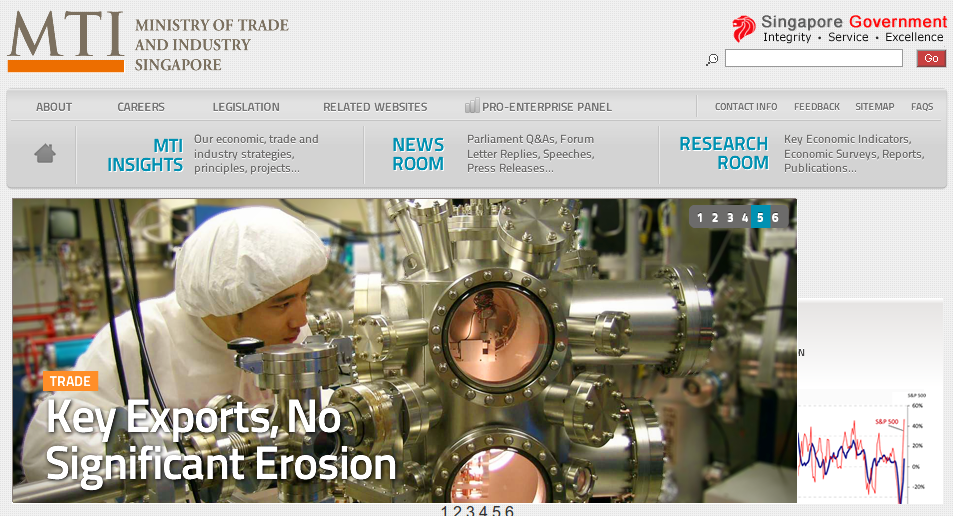 MTI
MINISTRY OF TRADE
AND INDUSTRY
SINGAPORE
Singapore Government
Integrity • Service • Excellence
Go
ABOUT
CAREERS
LEGISLATION
RELATED WEBSITES
PRO-ENTERPRISE PANEL
CONTACT INFO
FEEDBACK
SITEMAP
FAQS
MTI
INSIGHTS
Our economic, trade and
industry strategies,
principles, projects...
NEWS
ROOM
Parliament Q&As, Forum
Letter Replies, Speeches,
Press Releases...
RESEARCH
ROOM
Key Economic Indicators,
Economic Surveys, Reports,
Publications...
1 2 3 4 5 6
TRADE
Key Exports, No
Significant Erosion
N
S&P 500
60%
S&P 500
40%
20%
0%
-20%
1 2 3 4 5 6